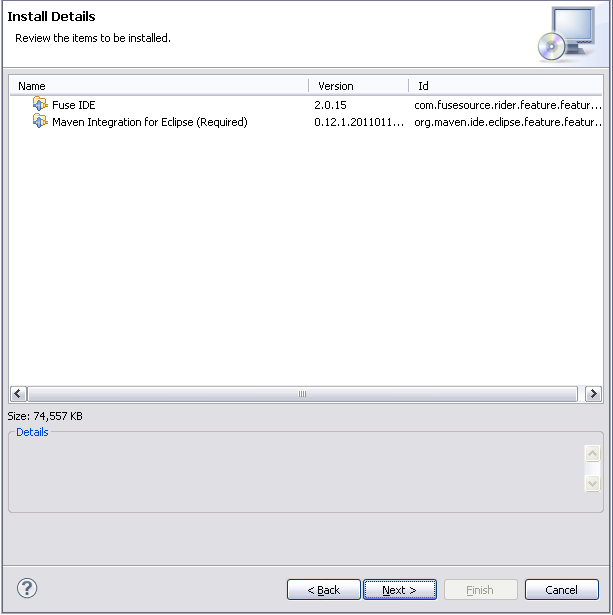 Install Details
Review the items to be installed.
Name Version Id
Fuse IDE 2.0.15 com.fusesource.rider.feature.featur...
Maven Integration for Eclipse (Required) 0.12.1.2011011... org.maven.ide.eclipse.feature.featur...
Size: 74,557 KB
Details
?
< Back Next > Finish Cancel